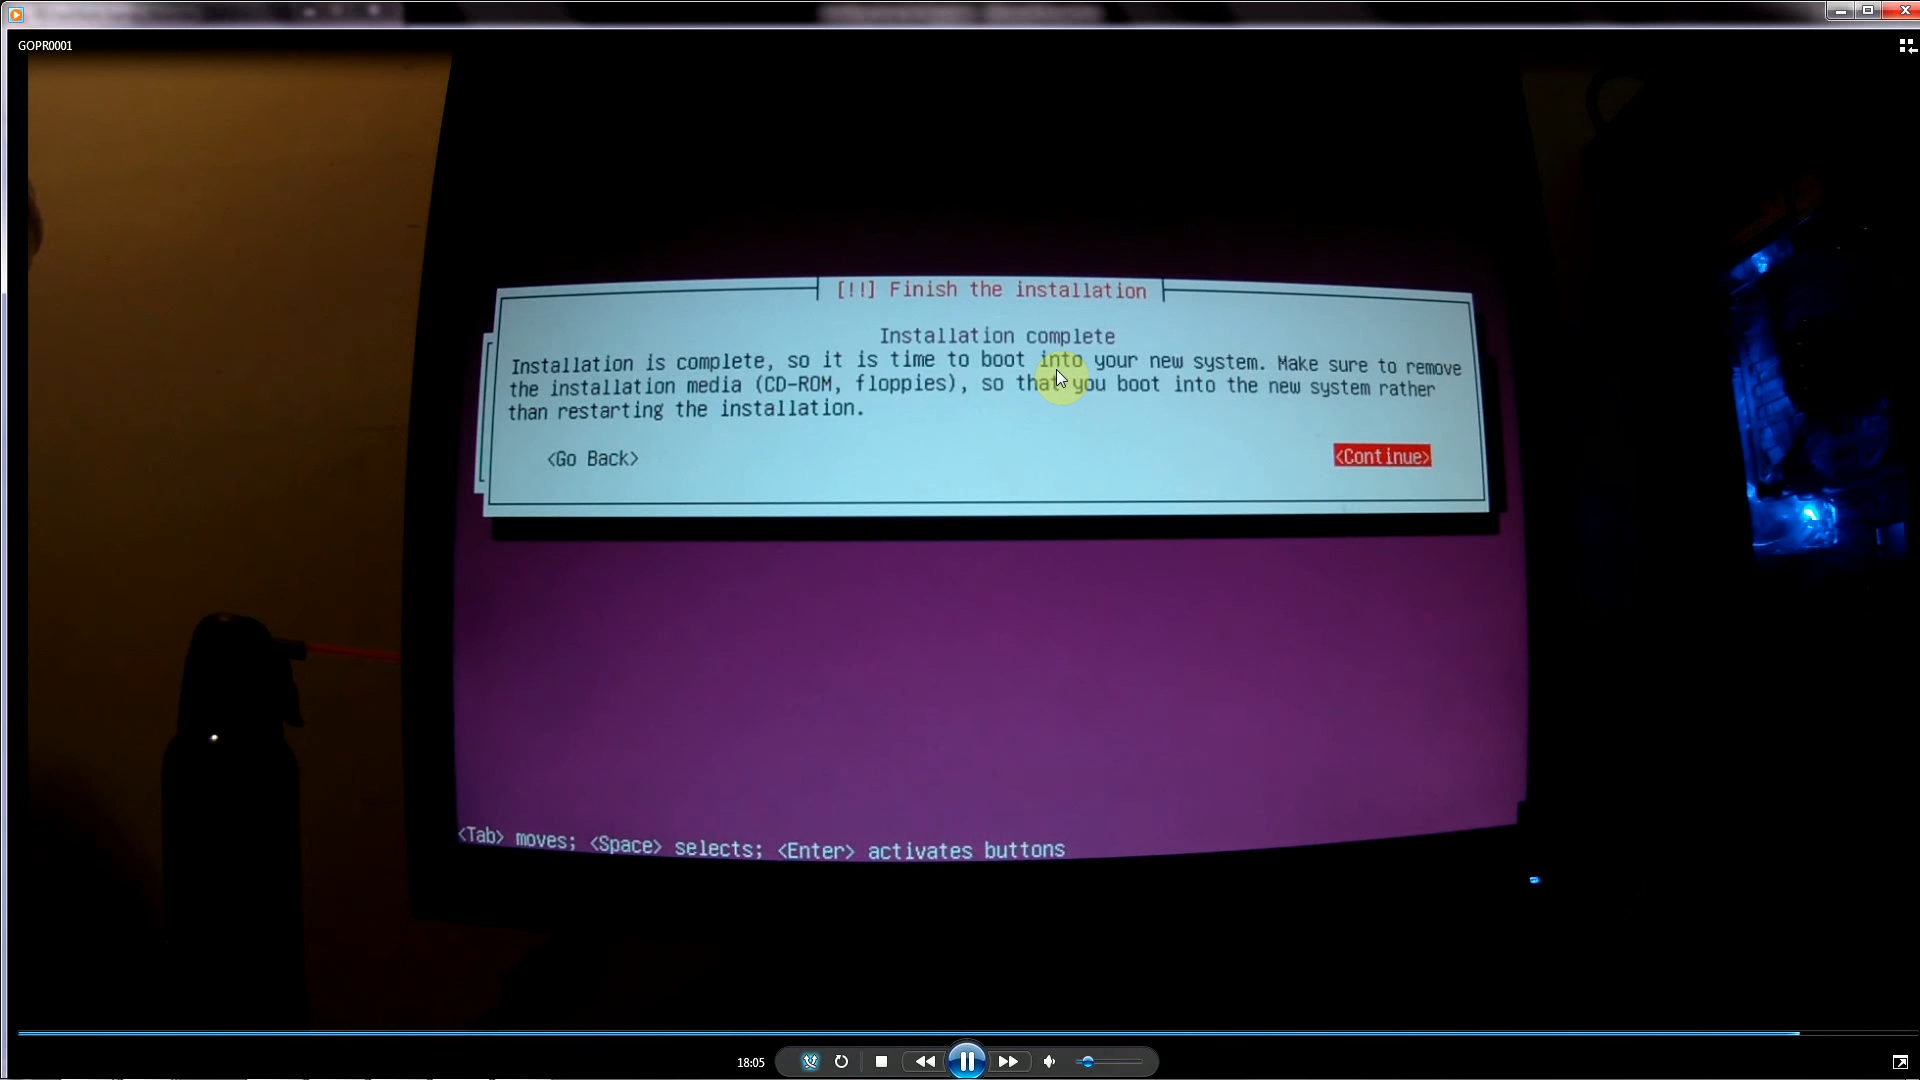 GOPR0001
[!!] Finish the installation
Installation complete
Installation is complete, so it is time to boot into your new system. Make sure to remove
the installation media (CD-ROM, floppies), so that you boot into the new system rather
than restarting the installation.
<Go Back>
<Continue>
<Tab> moves; <Space> selects; <Enter> activates buttons
18:05